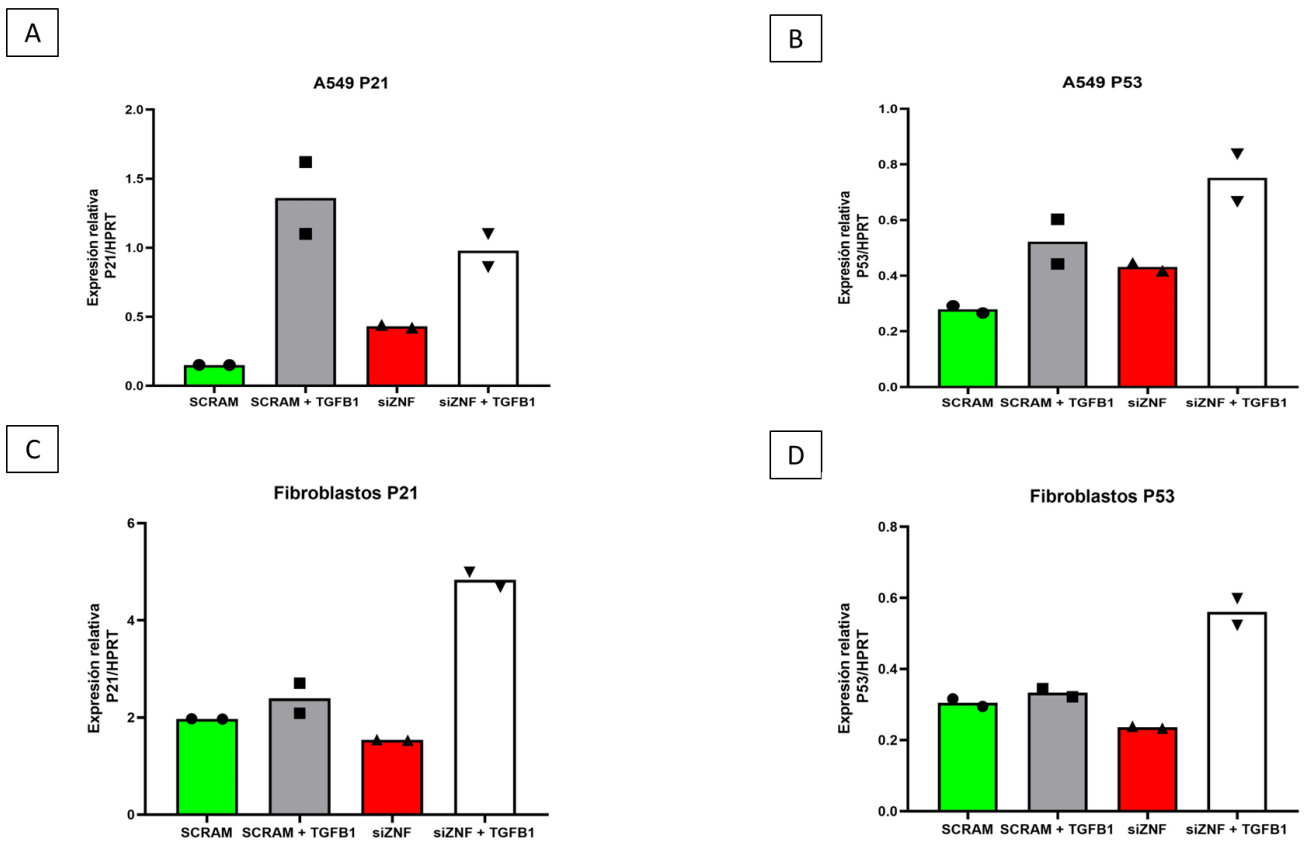 A
A549 P21
Expresión relativa
P21/HPRT
2.0
1.5
1.0
0.5
0.0
SCRAM
SCRAM + TGFB1
siZNF
siZNF + TGFB1
B
A549 P53
Expresión relativa
P53/HPRT
1.0
0.8
0.6
0.4
0.2
0.0
SCRAM
SCRAM + TGFB1
siZNF
siZNF + TGFB1
C
Fibroblastos P21
Expresión relativa
P21/HPRT
6
4
2
0
SCRAM
SCRAM + TGFB1
siZNF
siZNF + TGFB1
D
Fibroblastos P53
Expresión relativa
P53/HPRT
0.8
0.6
0.4
0.2
0.0
SCRAM
SCRAM + TGFB1
siZNF
siZNF + TGFB1